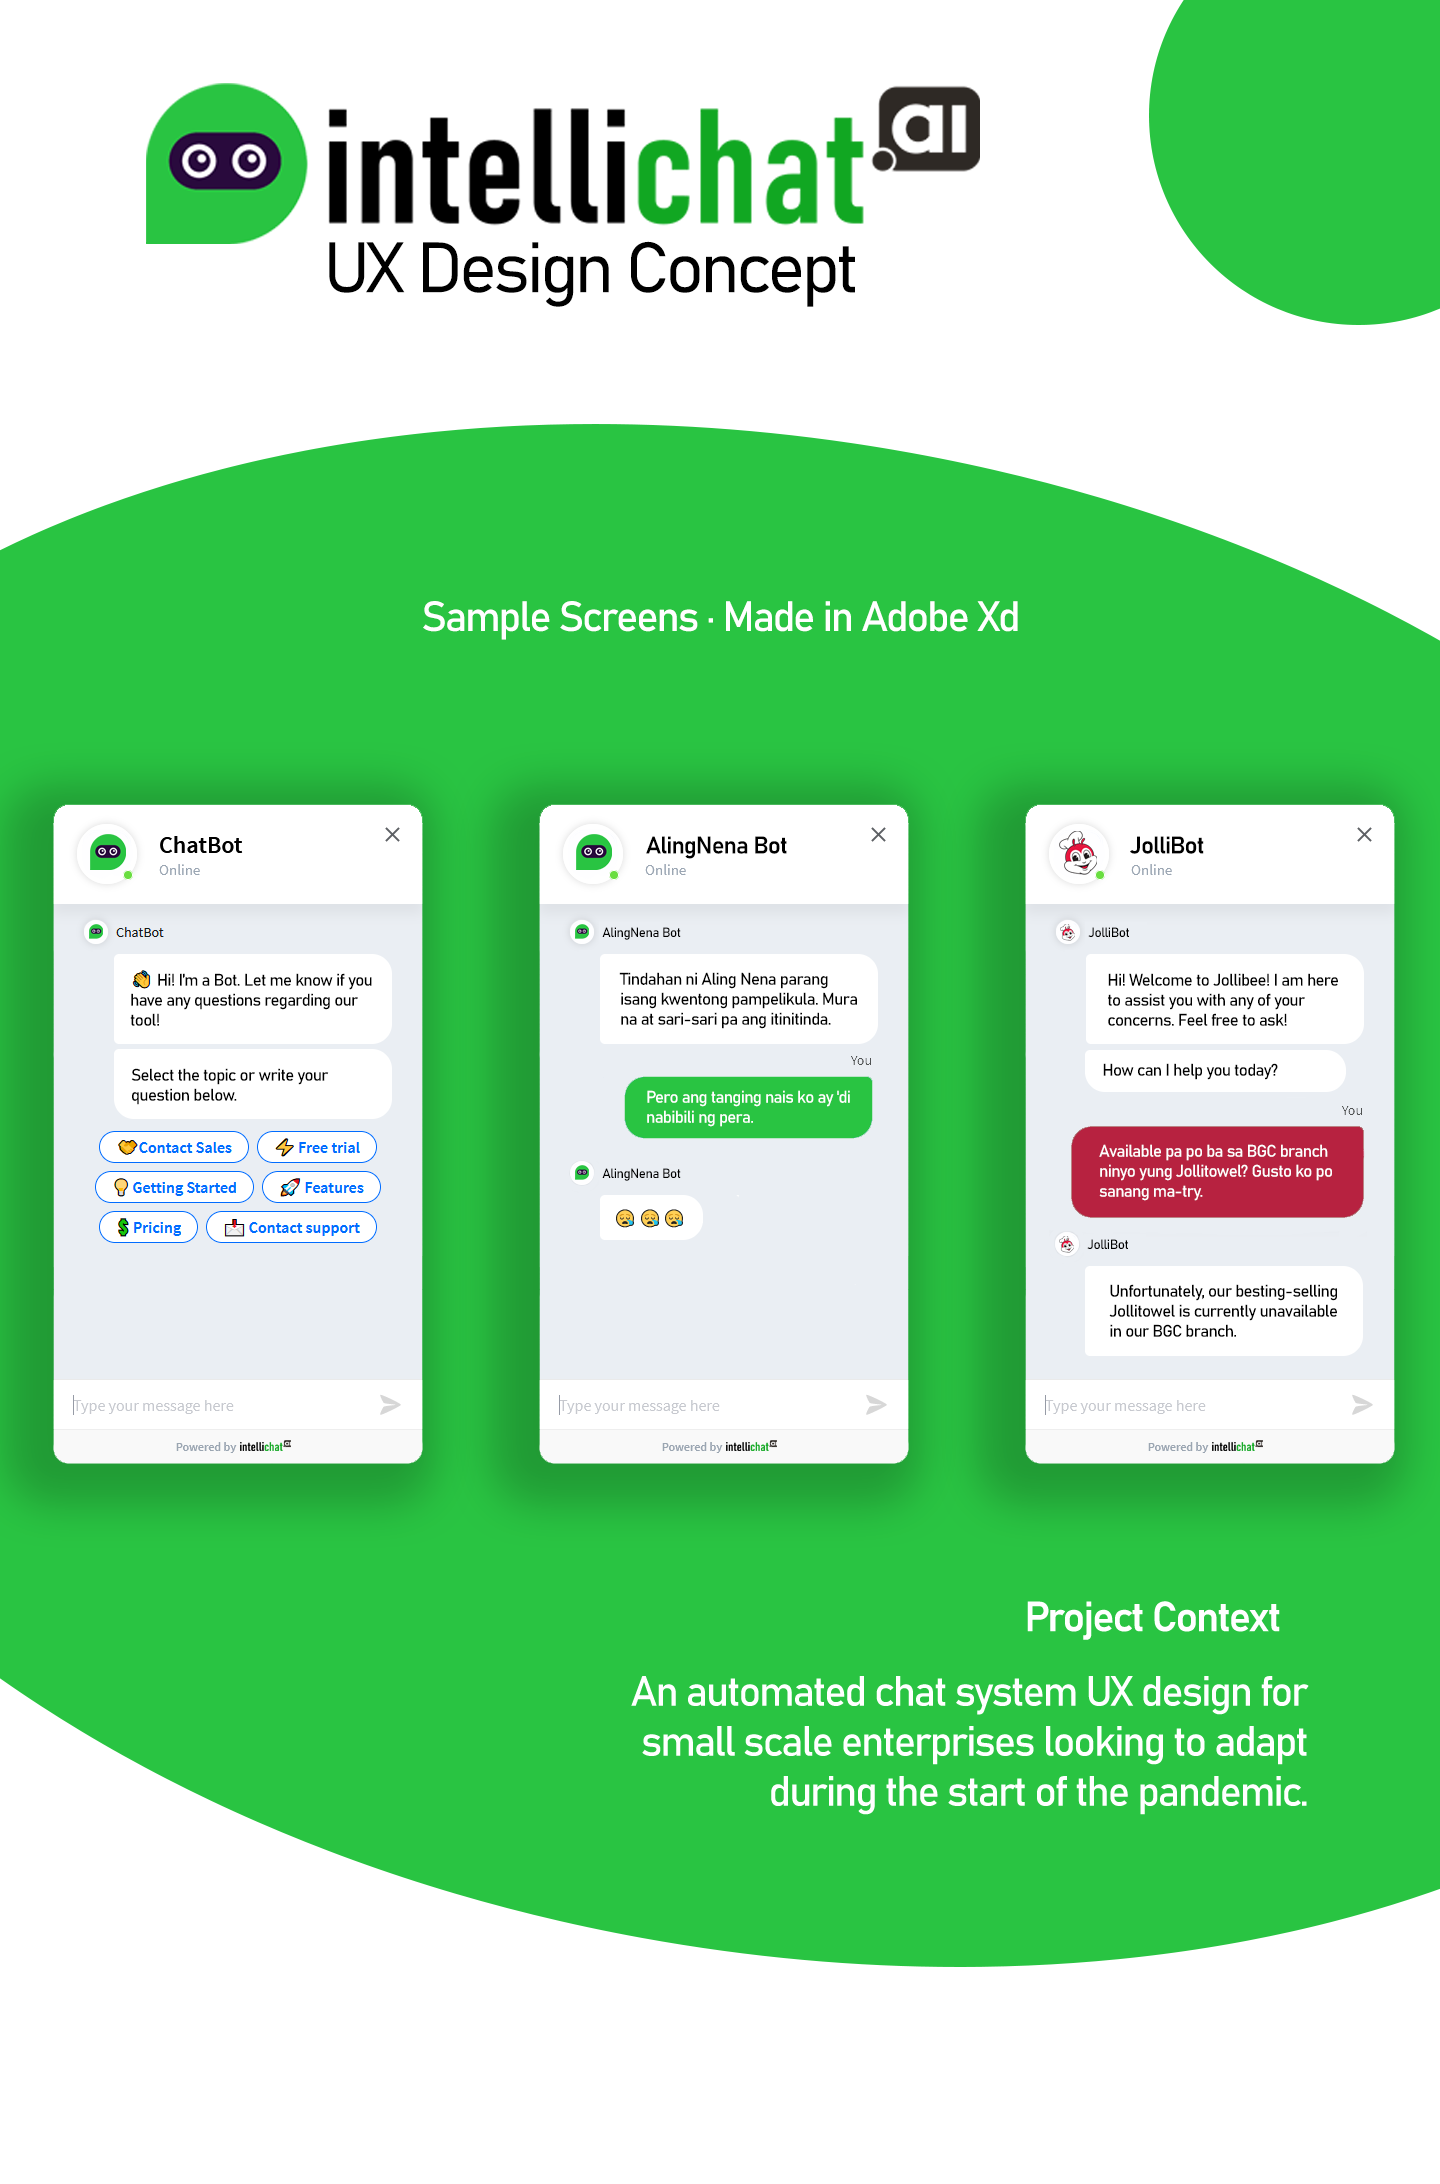 intellichat.ai
UX Design Concept
Sample Screens · Made in Adobe Xd
ChatBot
Online
ChatBot
Hi! I'm a Bot. Let me know if you
have any questions regarding our
tool!
Select the topic or write your
question below.
Contact Sales
Free trial
Getting Started
Features
Pricing
Contact support
Type your message here
Powered by intellichat.ai
AlingNena Bot
Online
AlingNena Bot
Tindahan ni Aling Nena parang
isang kwentong pampelikula. Mura
na at sari-sari pa ang itinitinda.
You
Pero ang tanging nais ko ay 'di
nabibili ng pera.
AlingNena Bot
😪😪😪
Type your message here
Powered by intellichat.ai
JolliBot
Online
JolliBot
Hi! Welcome to Jollibee! I am here
to assist you with any of your
concerns. Feel free to ask!
How can I help you today?
You
Available pa po ba sa BGC branch
ninyo yung Jollitowel? Gusto ko po
sanang ma-try.
JolliBot
Unfortunately, our besting-selling
Jollitowel is currently unavailable
in our BGC branch.
Type your message here
Powered by intellichat.ai
Project Context
An automated chat system UX design for
small scale enterprises looking to adapt
during the start of the pandemic.